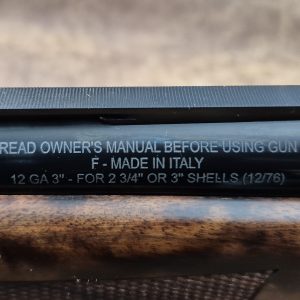 READ OWNER'S MANUAL BEFORE USING GUN
F - MADE IN ITALY
12 GA 3" - FOR 2 3/4" OR 3" SHELLS (12/76)